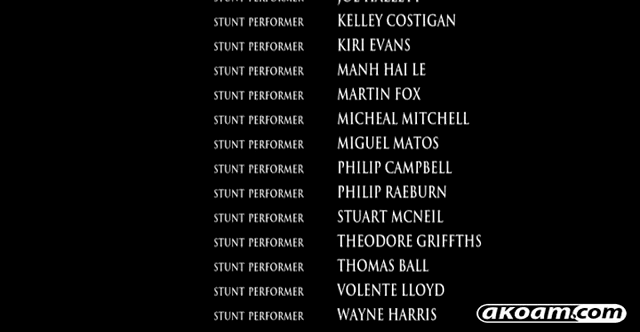 STUNT PERFORMER KELLEY COSTIGAN
STUNT PERFORMER KIRI EVANS
STUNT PERFORMER MANH HAI LE
STUNT PERFORMER MARTIN FOX
STUNT PERFORMER MICHEAL MITCHELL
STUNT PERFORMER MIGUEL MATOS
STUNT PERFORMER PHILIP CAMPBELL
STUNT PERFORMER PHILIP RAEBURN
STUNT PERFORMER STUART MCNEIL
STUNT PERFORMER THEODORE GRIFFTHS
STUNT PERFORMER THOMAS BALL
STUNT PERFORMER VOLENTE LLOYD
STUNT PERFORMER WAYNE HARRIS
akoam.com